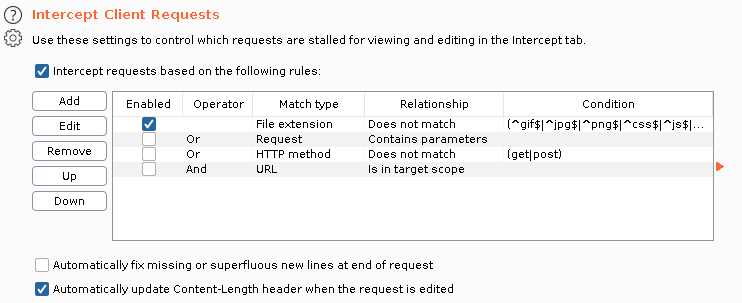 Intercept Client Requests
Use these settings to control which requests are stalled for viewing and editing in the Intercept tab.
Intercept requests based on the following rules:
Add
Edit
Remove
Up
Down
Enabled Operator Match type Relationship Condition
File extension Does not match (^gif$|^jpg$|^png$|^css$|^js$|...
Or Request Contains parameters
Or HTTP method Does not match (get|post)
And URL Is in target scope
Automatically fix missing or superfluous new lines at end of request
Automatically update Content-Length header when the request is edited